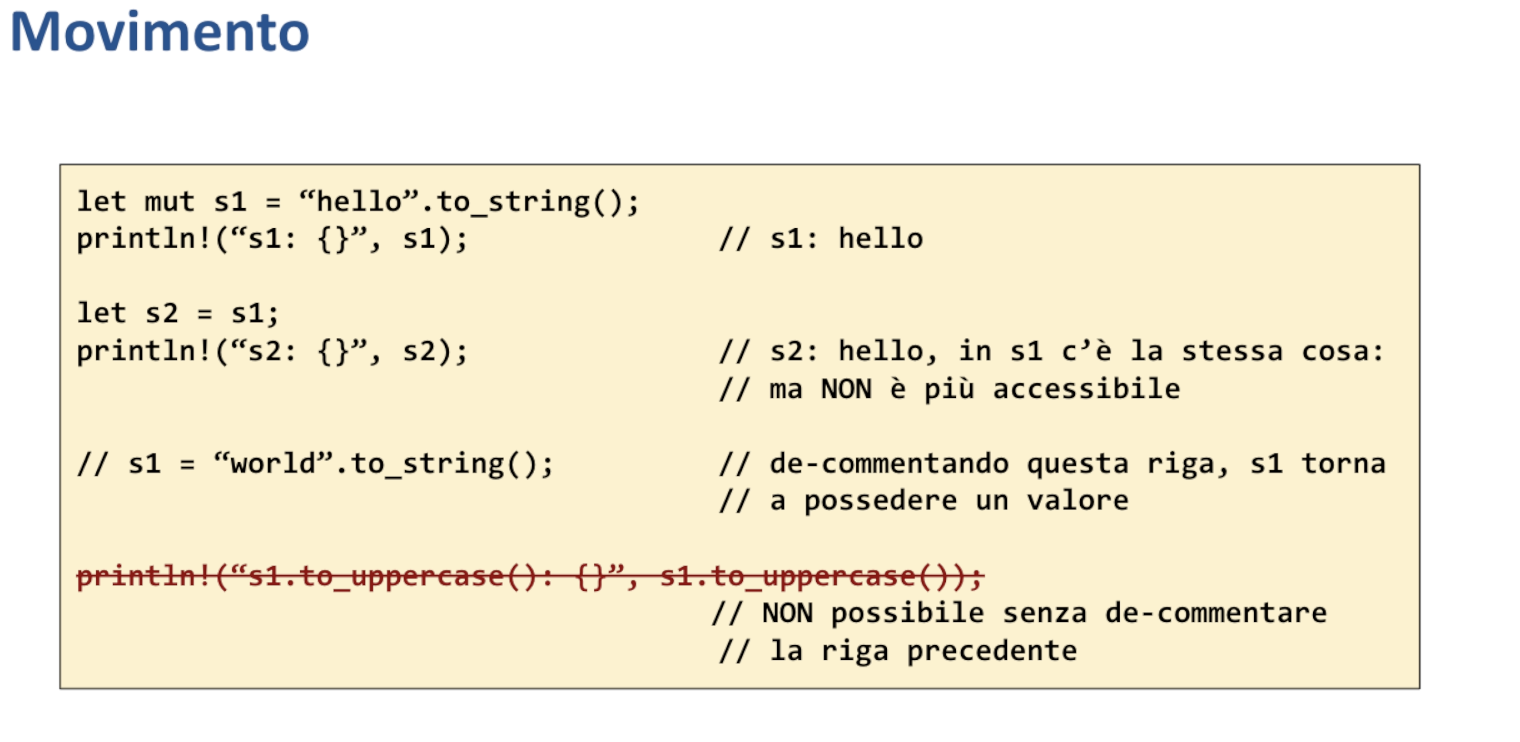 Movimento
let mut s1 = “hello”.to_string();
println!(“s1: {}”, s1); // s1: hello
let s2 = s1;
println!(“s2: {}”, s2); // s2: hello, in s1 c’è la stessa cosa:
// ma NON è più accessibile
// s1 = “world”.to_string(); // de-commentando questa riga, s1 torna
// a possedere un valore
println!(“s1.to_uppercase(): {}”, s1.to_uppercase());
// NON possibile senza de-commentare
// la riga precedente